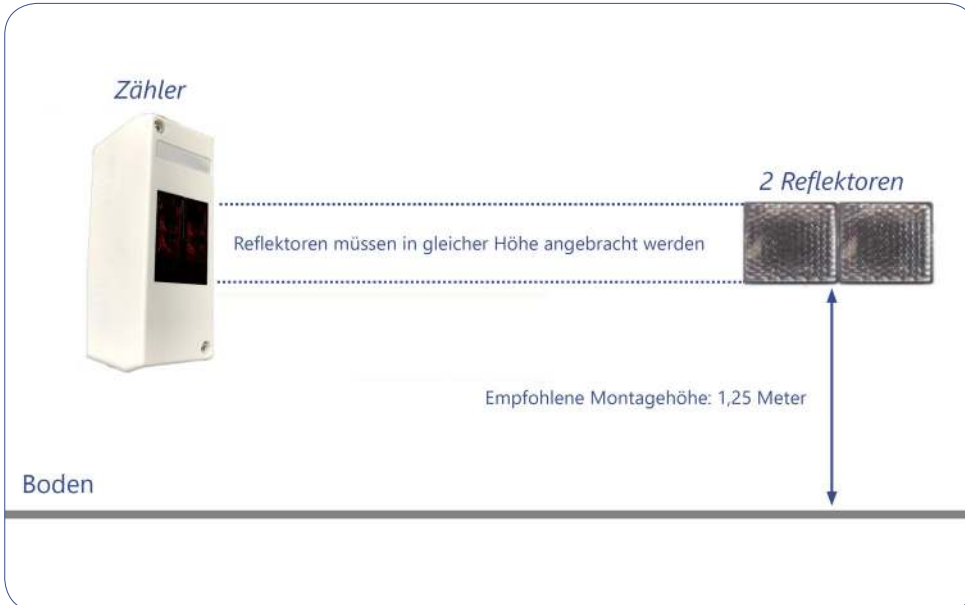 Zähler
2 Reflektoren
Reflektoren müssen in gleicher Höhe angebracht werden
Empfohlene Montagehöhe: 1,25 Meter
Boden